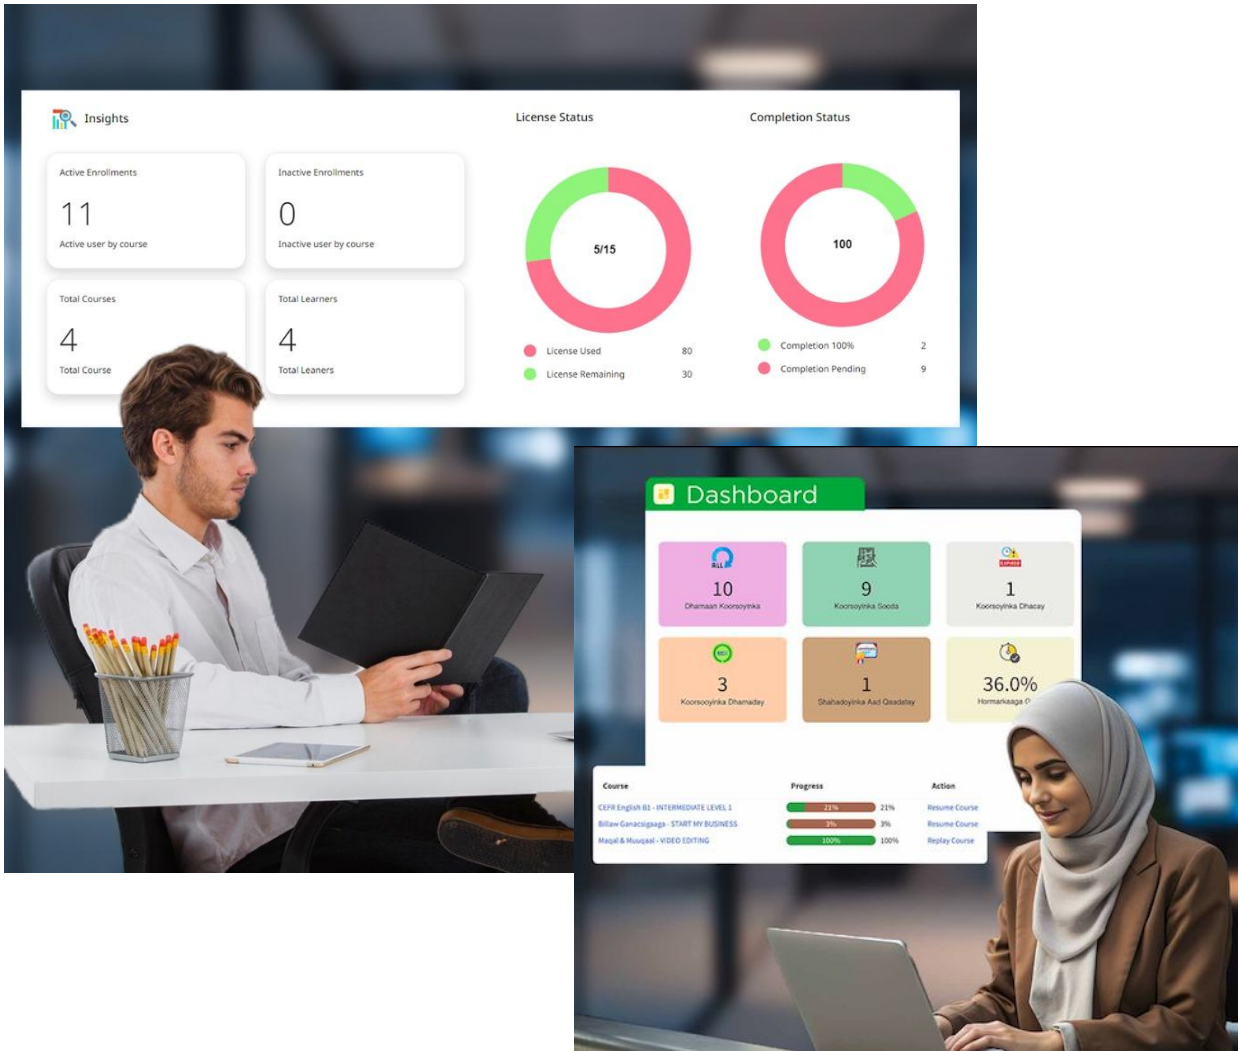 Insights
License Status
Completion Status
Active Enrollments
11
Active user by course
Inactive Enrollments
0
Inactive user by course
Total Courses
4
Total Course
Total Learners
4
Total Leaners
5/15
License Used 80
License Remaining 30
100
Completion 100% 2
Completion Pending 9
Dashboard
ALL
10
Dhamaan Koorsoyinka
9
Koorsoyinka Socda
EXPIRED
1
Koorsoyinka Dhacay
3
Koorsooyinka Dhamaday
1
Shahadoyinka Aad Qaadatay
36.0%
Hormarkaaga
Course Progress Action
CEFR English B1 - INTERMEDIATE LEVEL 1 21% 21% Resume Course
Billaw Ganacsigaaga - START MY BUSINESS 3% 3% Resume Course
Maqal & Muuqaal - VIDEO EDITING 100% 100% Replay Course